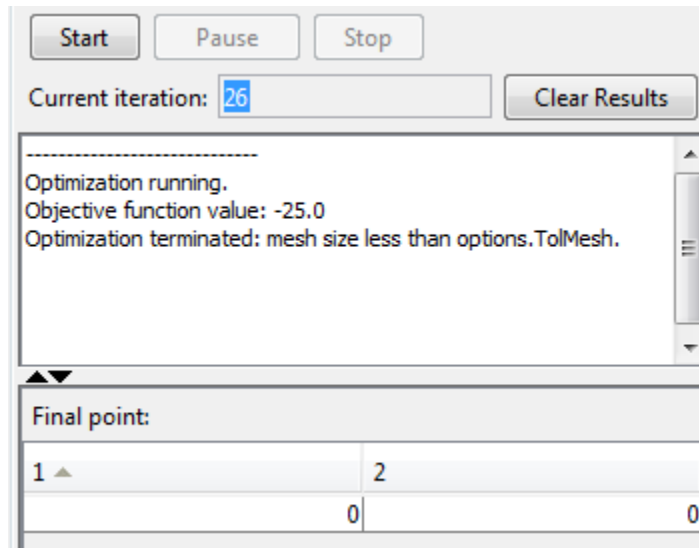 Start Pause Stop
Current iteration: 26 Clear Results
------------------------------
Optimization running.
Objective function value: -25.0
Optimization terminated: mesh size less than options.TolMesh.
Final point:
1 2
0 0